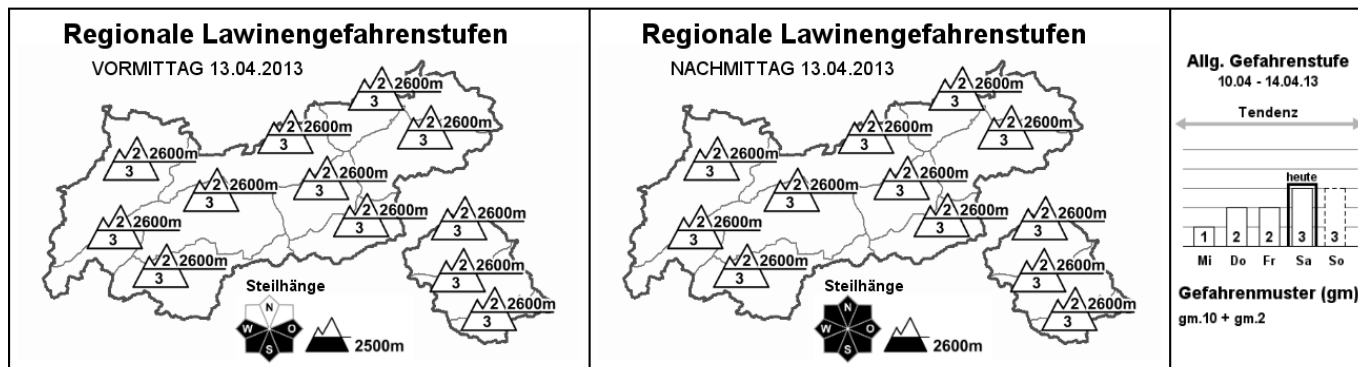 Regionale Lawinengefahrenstufen
VORMITTAG 13.04.2013
2 2600m
3
2 2600m
3
2 2600m
3
2 2600m
3
2 2600m
3
2 2600m
3
2 2600m
3
2 2600m
3
2 2600m
3
2 2600m
3
2 2600m
3
2 2600m
3
Steilhänge
N
W O
S
2500m
Regionale Lawinengefahrenstufen
NACHMITTAG 13.04.2013
2 2600m
3
2 2600m
3
2 2600m
3
2 2600m
3
2 2600m
3
2 2600m
3
2 2600m
3
2 2600m
3
2 2600m
3
2 2600m
3
2 2600m
3
2 2600m
3
Steilhänge
N
W O
S
2600m
Allg. Gefahrenstufe
10.04 - 14.04.13
Tendenz
heute
1 2 2 3 3
Mi Do Fr Sa So
Gefahrenmuster (gm)
gm.10 + gm.2